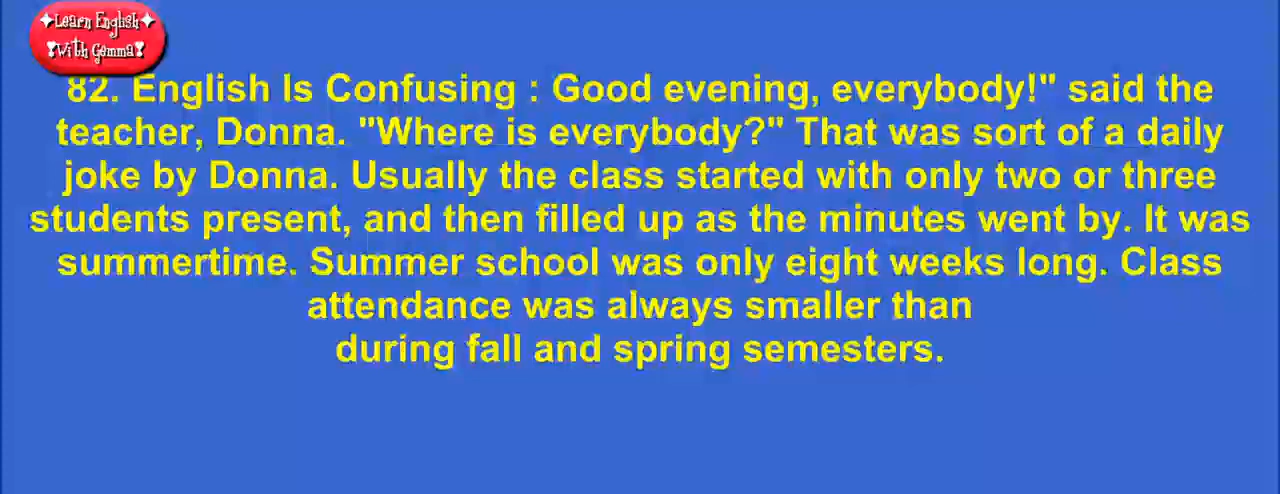 Learn English
With Gemma
82. English Is Confusing : Good evening, everybody!" said the
teacher, Donna. "Where is everybody?" That was sort of a daily
joke by Donna. Usually the class started with only two or three
students present, and then filled up as the minutes went by. It was
summertime. Summer school was only eight weeks long. Class
attendance was always smaller than
during fall and spring semesters.